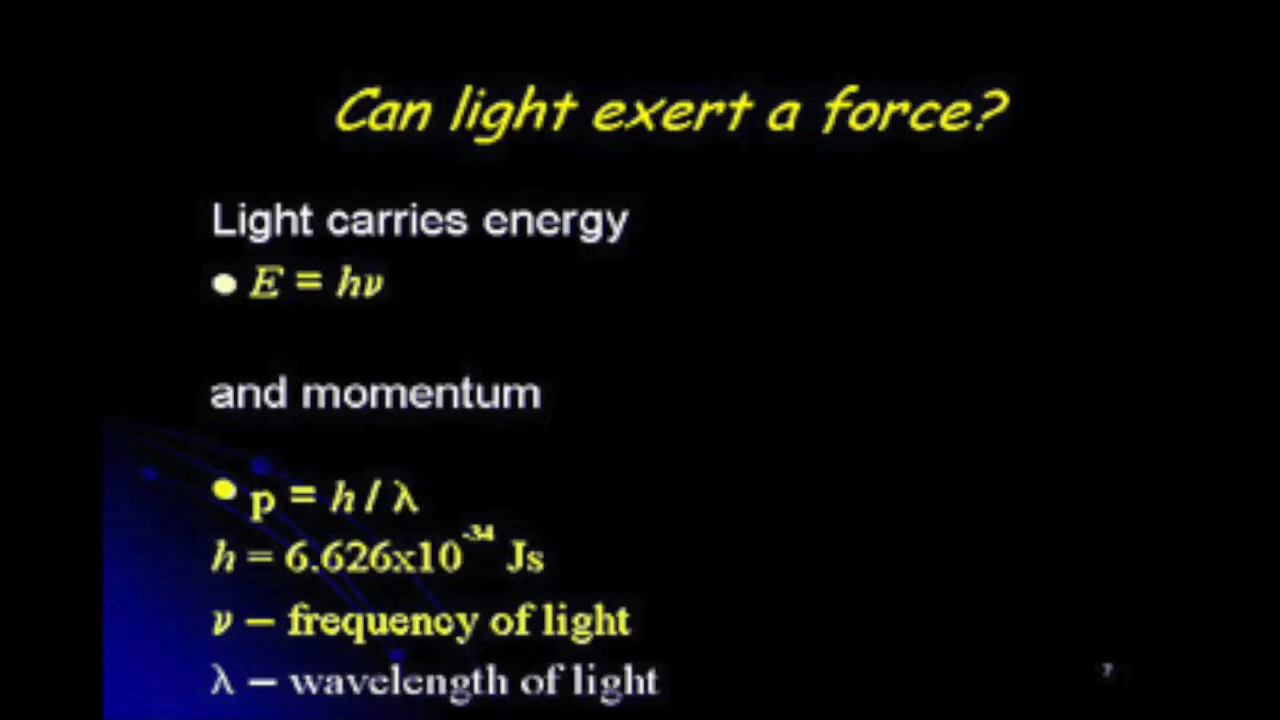 Can light exert a force?
Light carries energy
• E = hν
and momentum
• p = h / λ
h = 6.626x10⁻³⁴ Js
ν – frequency of light
λ – wavelength of light
7